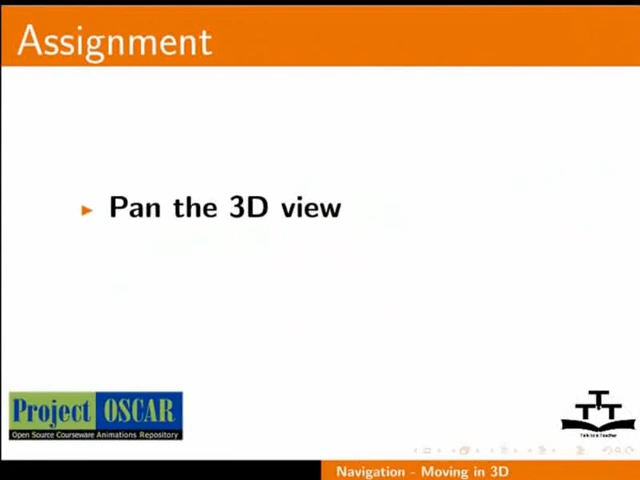 Assignment
Pan the 3D view
Project OSCAR
Open Source Courseware Animations Repository
Talk to a Teacher
Navigation - Moving in 3D